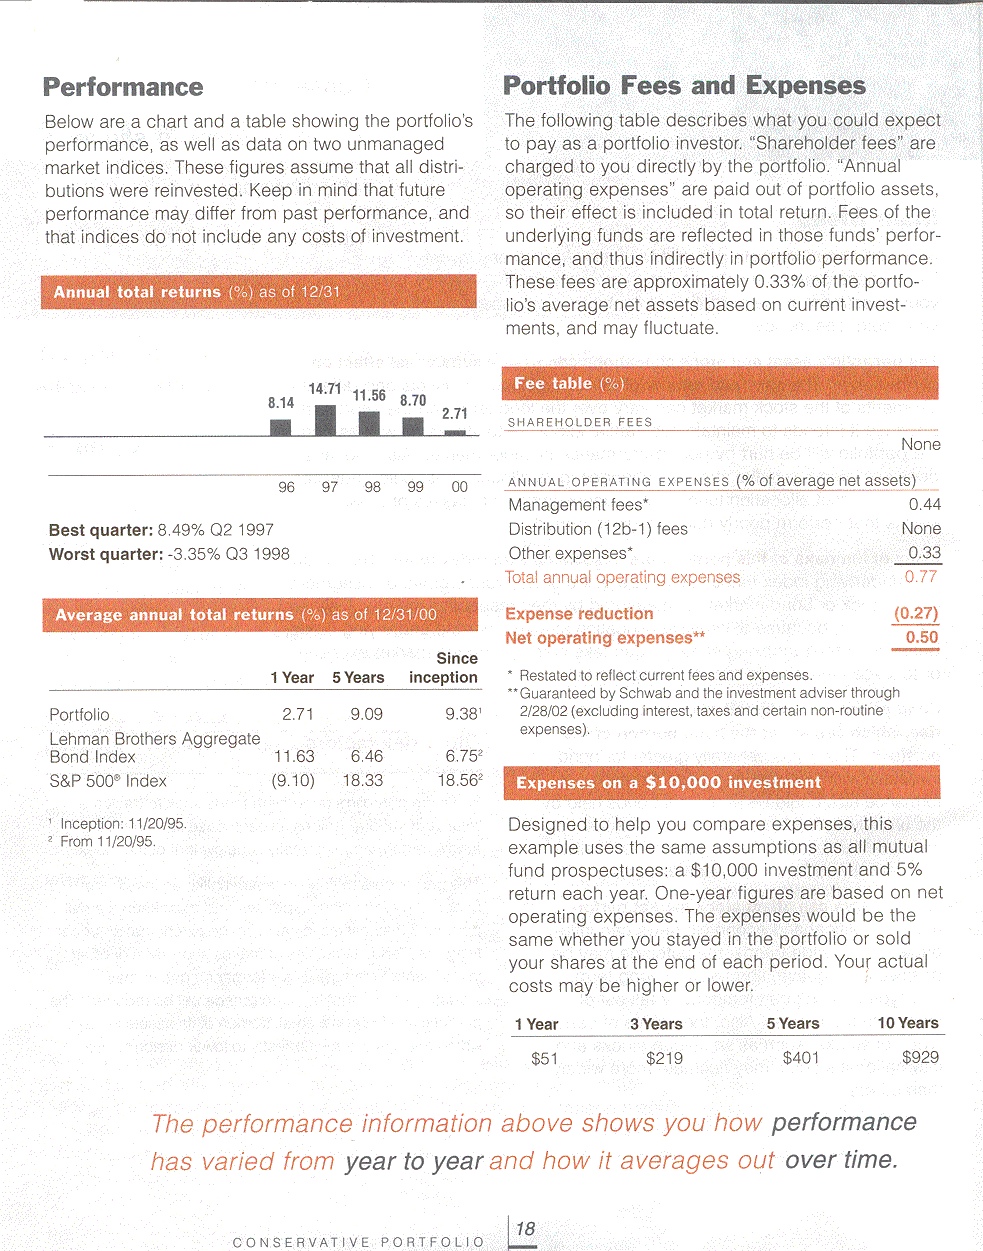 Performance
Below are a chart and a table showing the portfolio's
performance, as well as data on two unmanaged
market indices. These figures assume that all distri-
butions were reinvested. Keep in mind that future
performance may differ from past performance, and
that indices do not include any costs of investment.
Annual total returns (%) as of 12/31
8.14 14.71 11.56 8.70 2.71
96 97 98 99 00
Best quarter: 8.49% Q2 1997
Worst quarter: -3.35% Q3 1998
Average annual total returns (%) as of 12/31/00
Since
1 Year 5 Years inception
Portfolio 2.71 9.09 9.38¹
Lehman Brothers Aggregate
Bond Index 11.63 6.46 6.75²
S&P 500® Index (9.10) 18.33 18.56²
¹ Inception: 11/20/95.
² From 11/20/95.
Portfolio Fees and Expenses
The following table describes what you could expect
to pay as a portfolio investor. “Shareholder fees” are
charged to you directly by the portfolio. “Annual
operating expenses” are paid out of portfolio assets,
so their effect is included in total return. Fees of the
underlying funds are reflected in those funds' perfor-
mance, and thus indirectly in portfolio performance.
These fees are approximately 0.33% of the portfo-
lio's average net assets based on current invest-
ments, and may fluctuate.
Fee table (%)
SHAREHOLDER FEES
None
ANNUAL OPERATING EXPENSES (% of average net assets)
Management fees* 0.44
Distribution (12b-1) fees None
Other expenses* 0.33
Total annual operating expenses 0.77
Expense reduction (0.27)
Net operating expenses** 0.50
* Restated to reflect current fees and expenses.
** Guaranteed by Schwab and the investment adviser through
2/28/02 (excluding interest, taxes and certain non-routine
expenses).
Expenses on a $10,000 investment
Designed to help you compare expenses, this
example uses the same assumptions as all mutual
fund prospectuses: a $10,000 investment and 5%
return each year. One-year figures are based on net
operating expenses. The expenses would be the
same whether you stayed in the portfolio or sold
your shares at the end of each period. Your actual
costs may be higher or lower.
1 Year 3 Years 5 Years 10 Years
$51 $219 $401 $929
The performance information above shows you how performance
has varied from year to year and how it averages out over time.
CONSERVATIVE PORTFOLIO 18